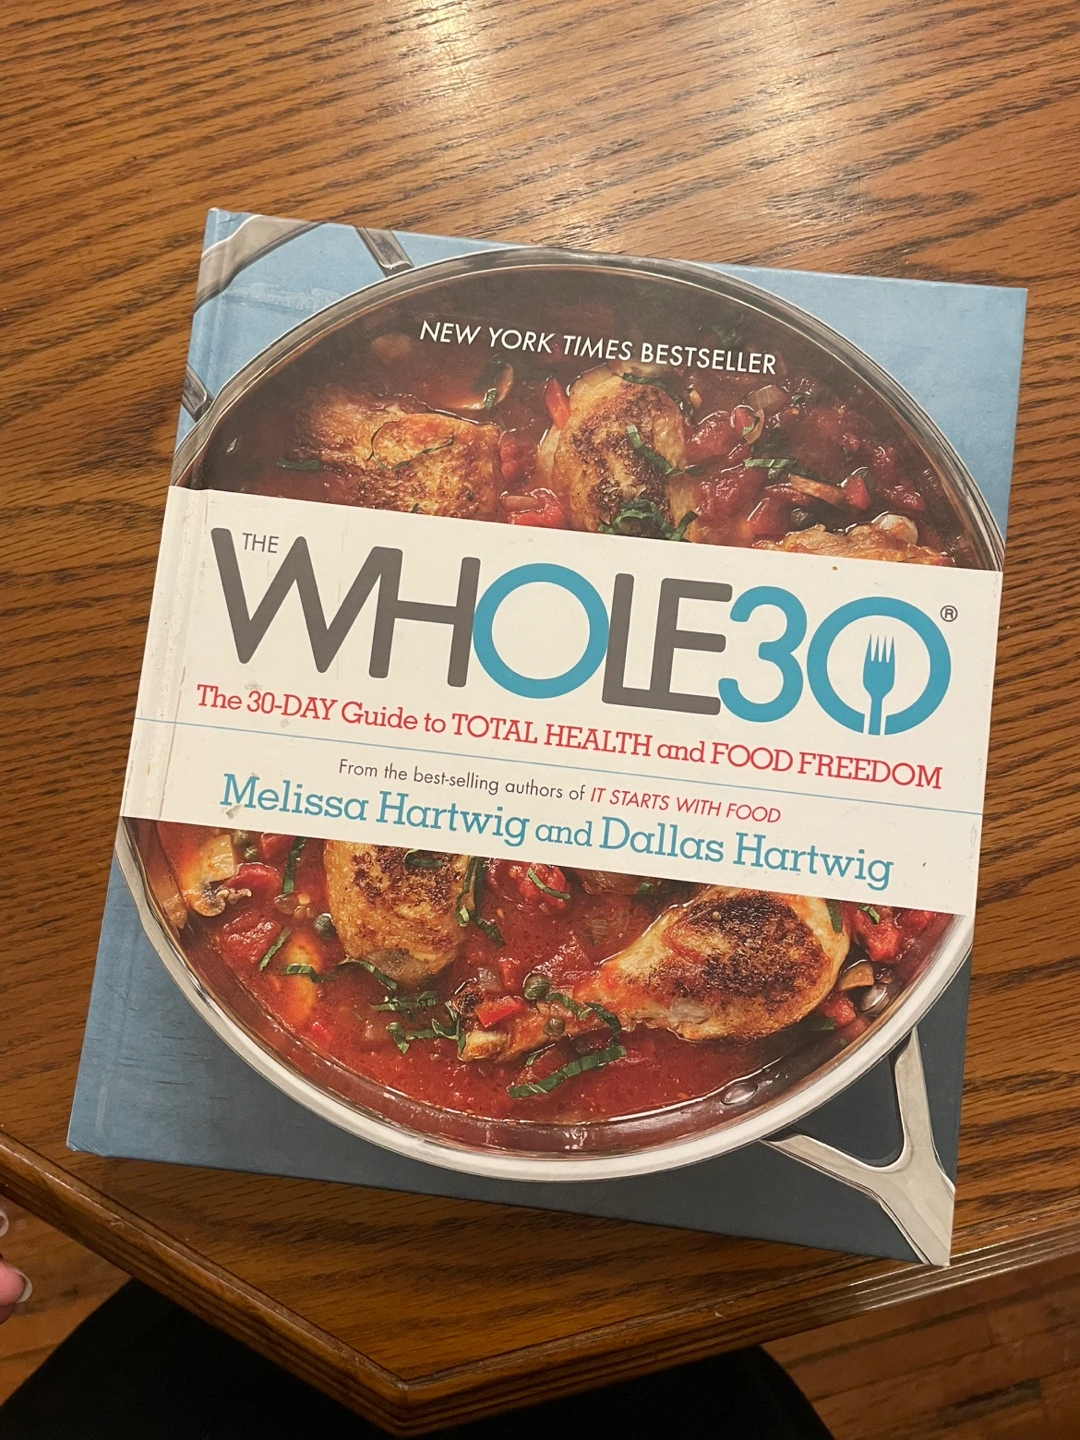 NEW YORK TIMES BESTSELLER
THE WHOLE30®
The 30-DAY Guide to TOTAL HEALTH and FOOD FREEDOM
From the best-selling authors of IT STARTS WITH FOOD
Melissa Hartwig and Dallas Hartwig